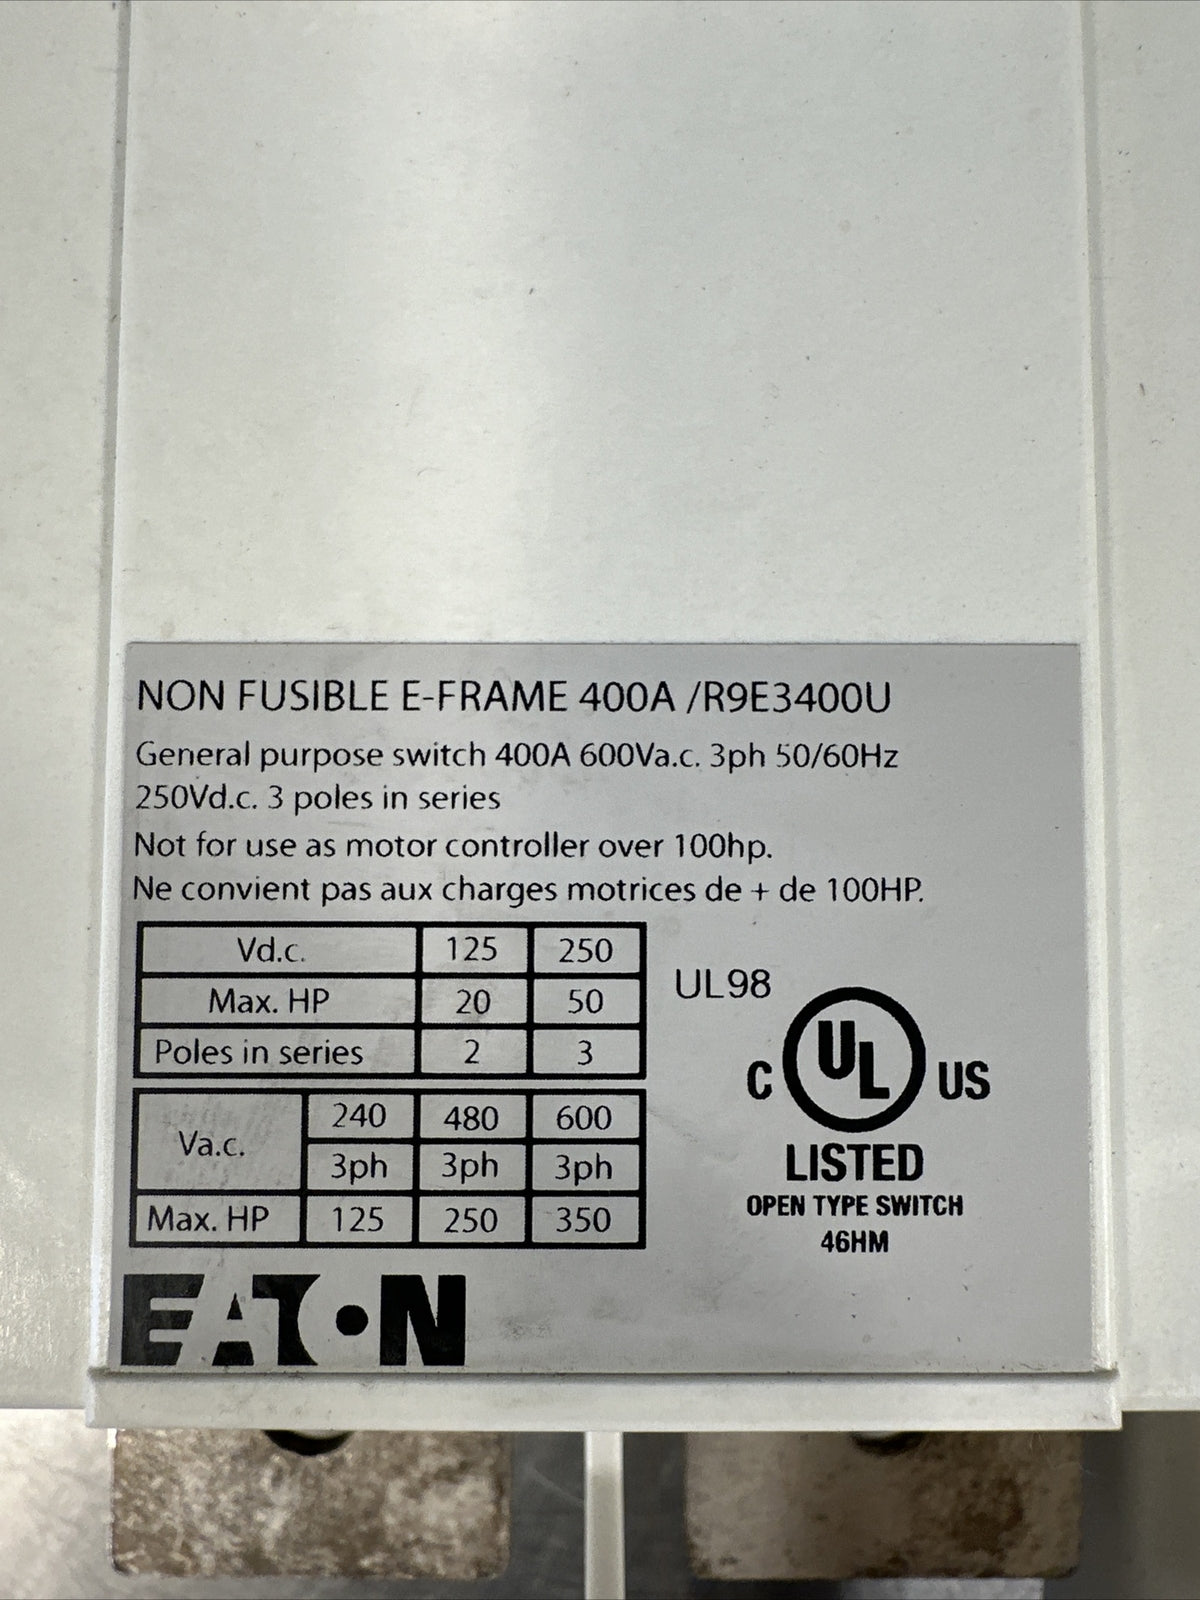 NON FUSIBLE E-FRAME 400A /R9E3400U
General purpose switch 400A 600Va.c. 3ph 50/60Hz
250Vd.c. 3 poles in series
Not for use as motor controller over 100hp.
Ne convient pas aux charges motrices de + de 100HP.
Vd.c. 125 250
Max. HP 20 50
Poles in series 2 3
Va.c. 240 480 600
3ph 3ph 3ph
Max. HP 125 250 350
UL98
C UL US
LISTED
OPEN TYPE SWITCH
46HM
EATON